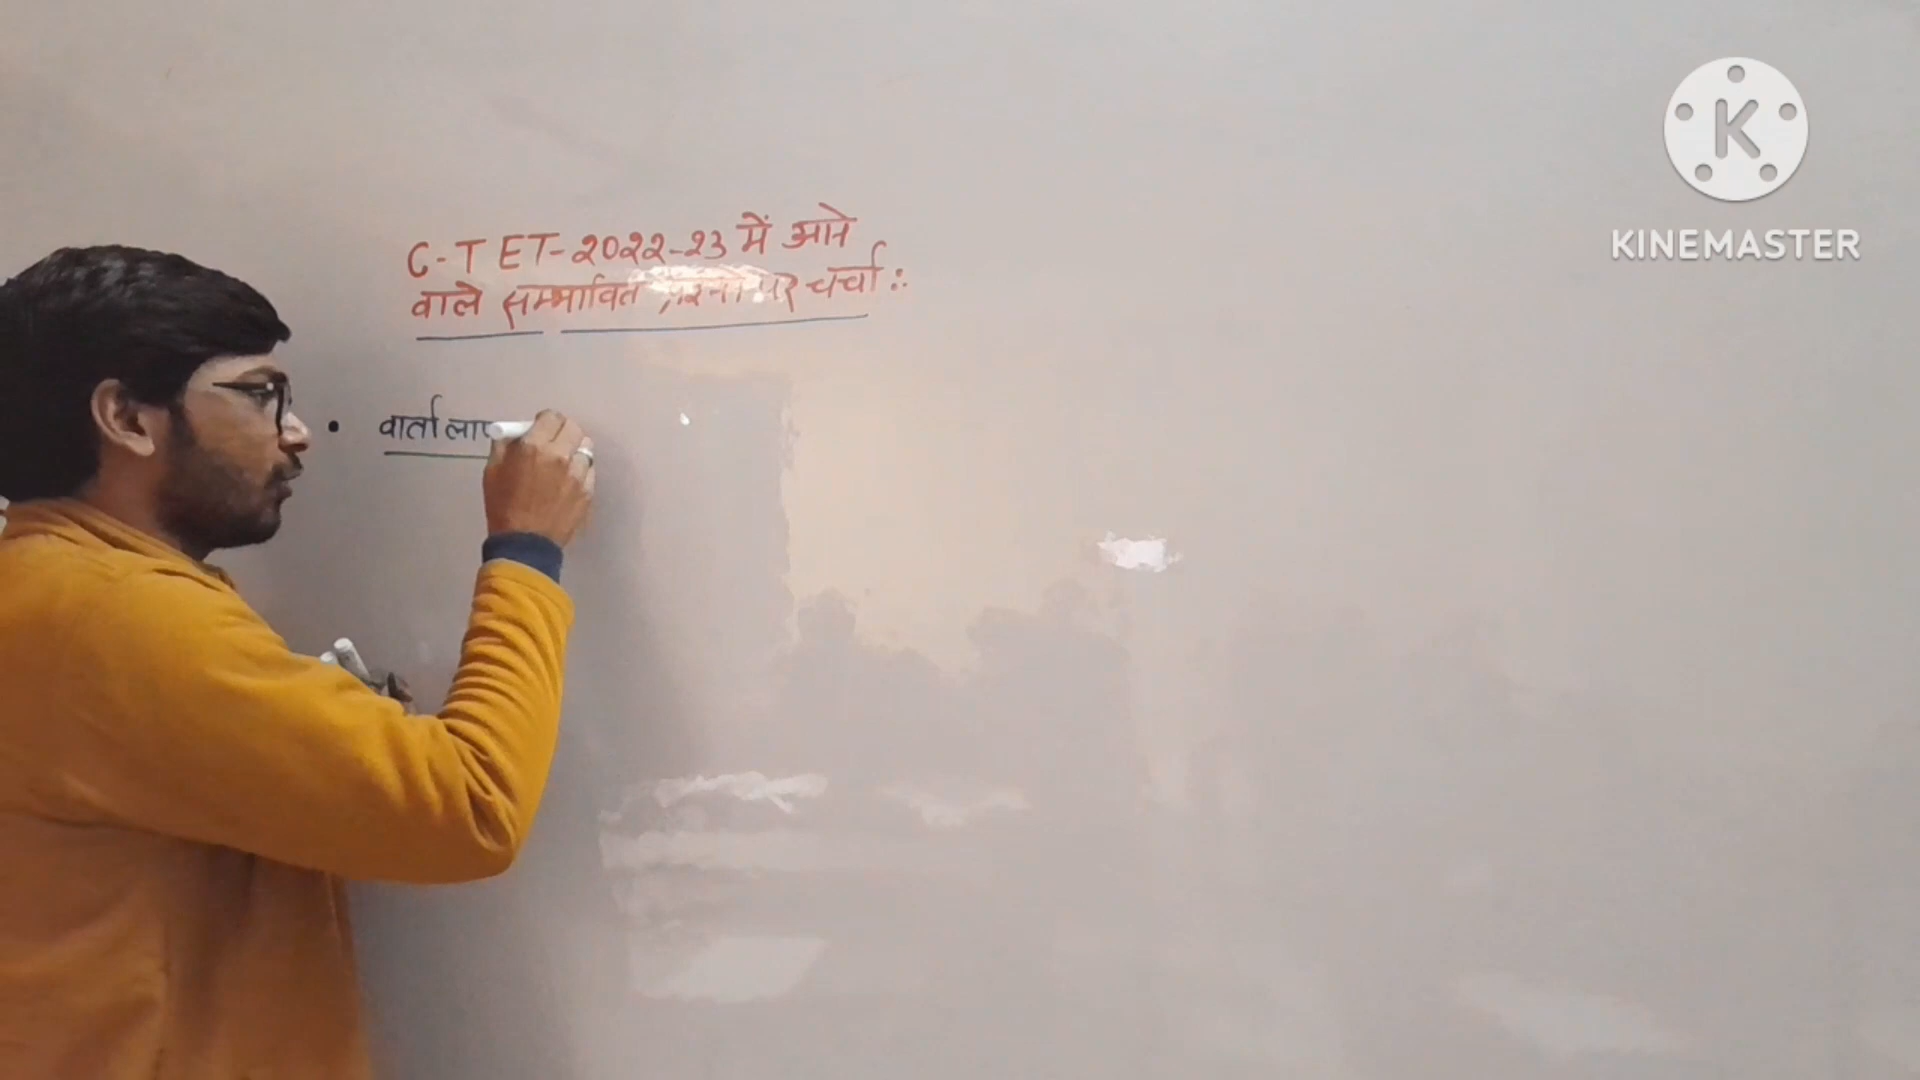 C-TET-2022-23 में आने
वाले सम्भावित प्रश्नों पर चर्चा :-
• वार्तालाप
K
KINEMASTER